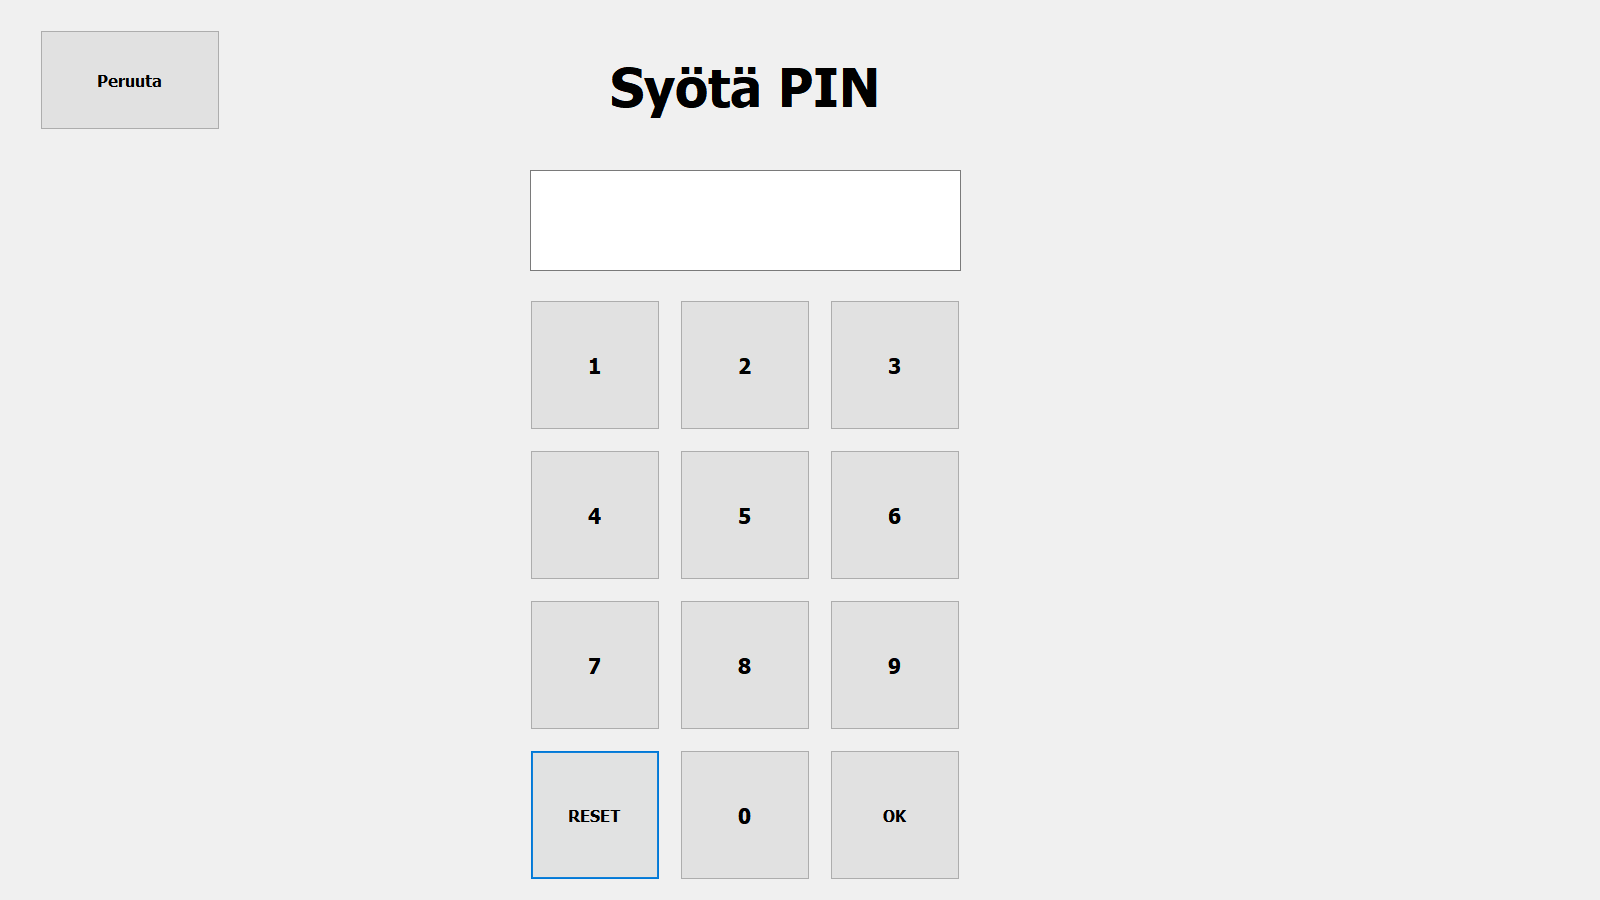 Peruuta
Syötä PIN
1 2 3
4 5 6
7 8 9
RESET 0 OK